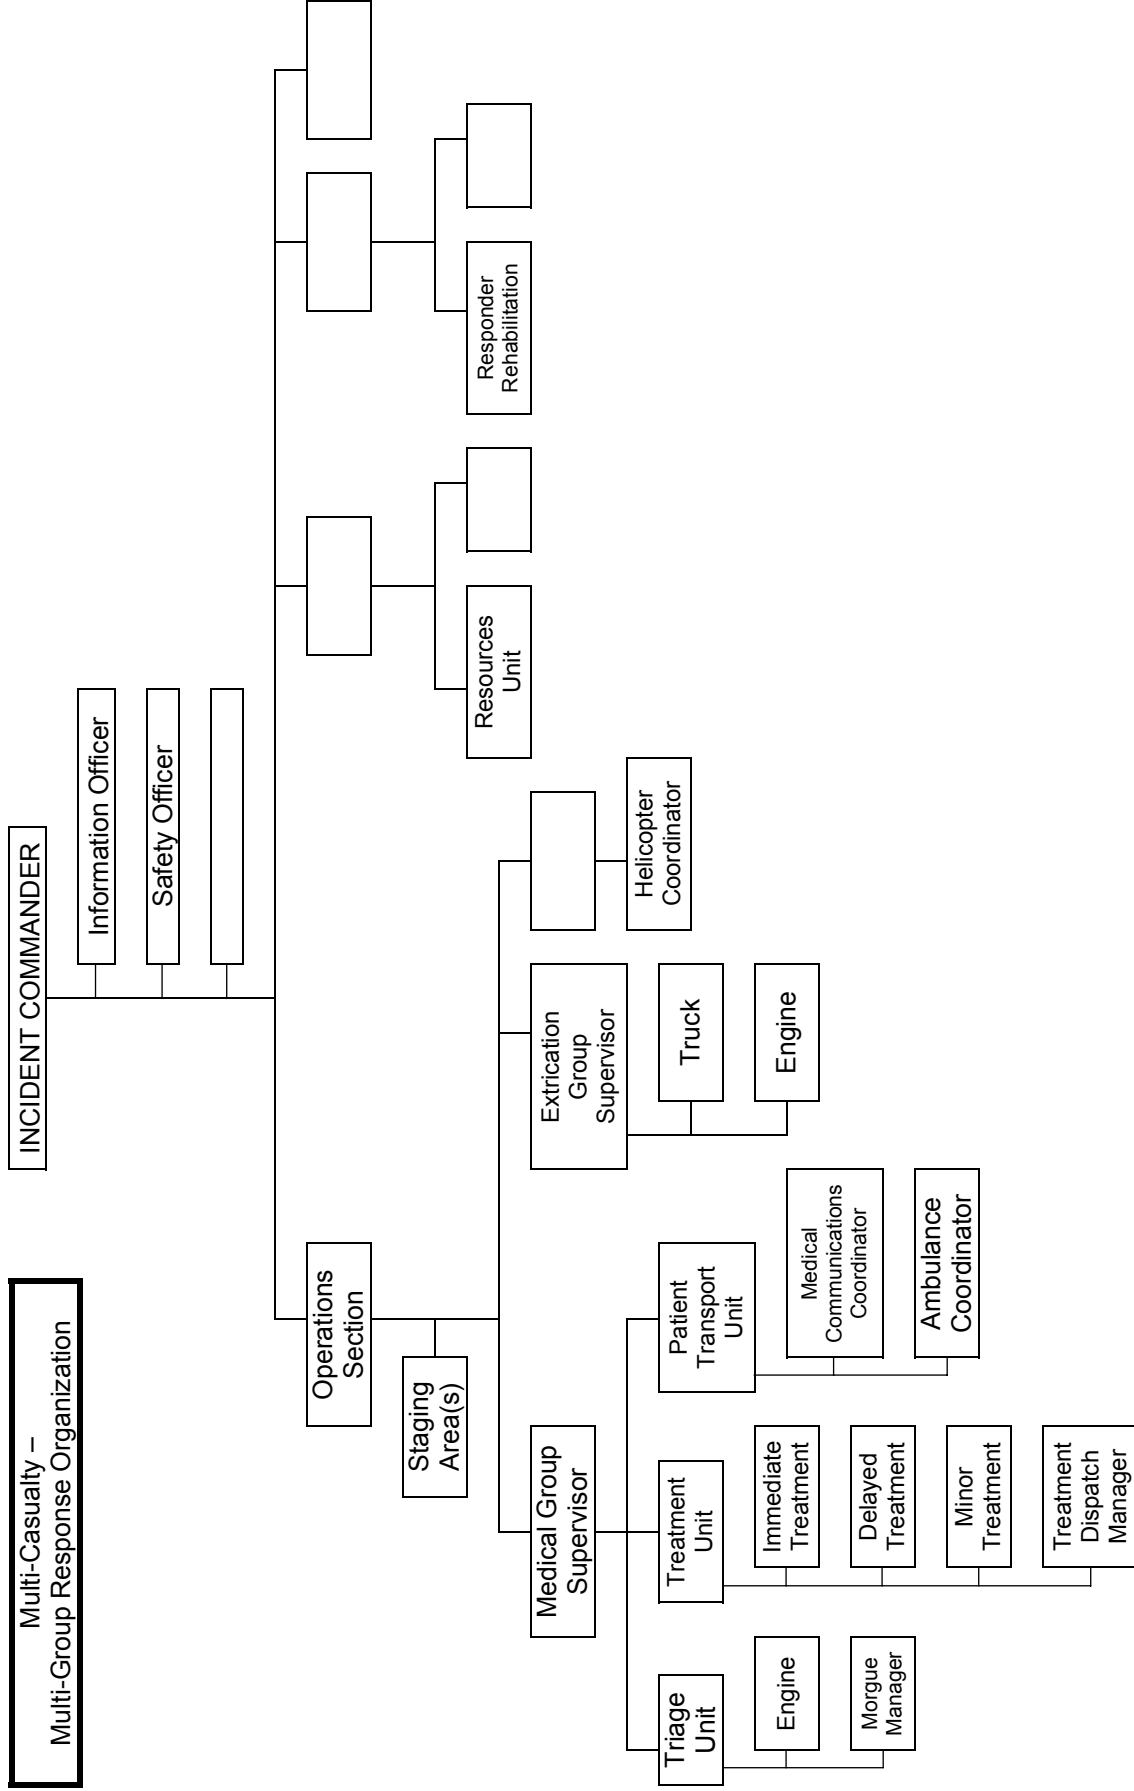 Multi-Casualty –
Multi-Group Response Organization
INCIDENT COMMANDER
Information Officer
Safety Officer
Operations
Section
Staging
Area(s)
Resources
Unit
Responder
Rehabilitation
Medical Group
Supervisor
Extrication
Group
Supervisor
Helicopter
Coordinator
Triage
Unit
Treatment
Unit
Patient
Transport
Unit
Truck
Engine
Engine
Morgue
Manager
Immediate
Treatment
Delayed
Treatment
Minor
Treatment
Treatment
Dispatch
Manager
Medical
Communications
Coordinator
Ambulance
Coordinator